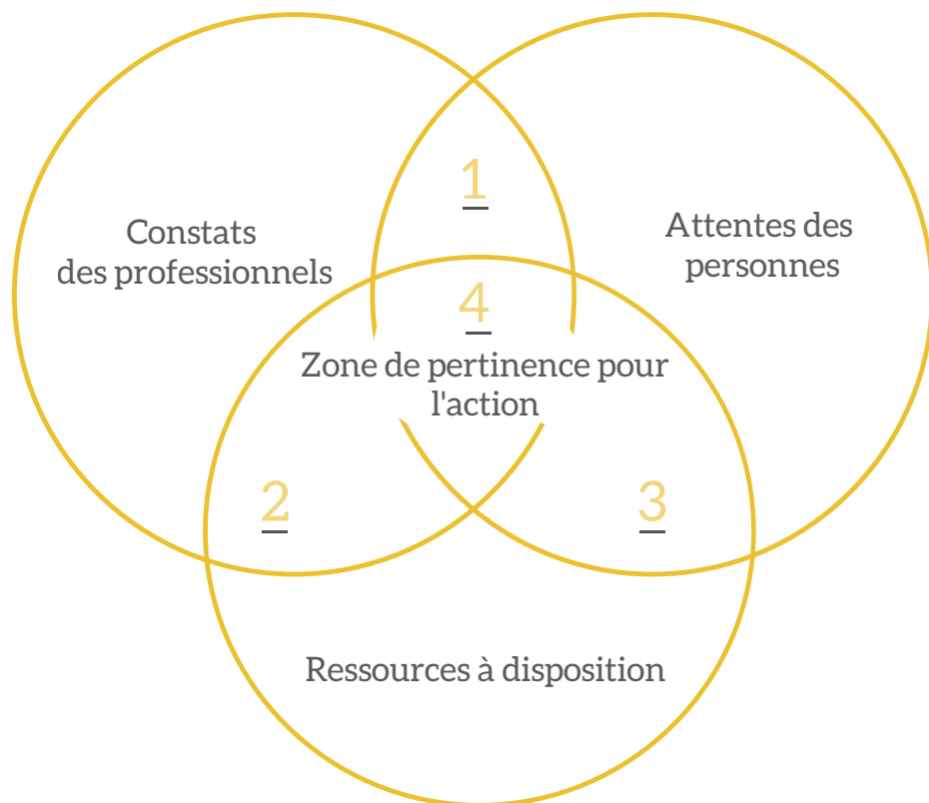 1
Constats
des professionnels
Attentes des
personnes
4
Zone de pertinence pour
l'action
2
3
Ressources à disposition